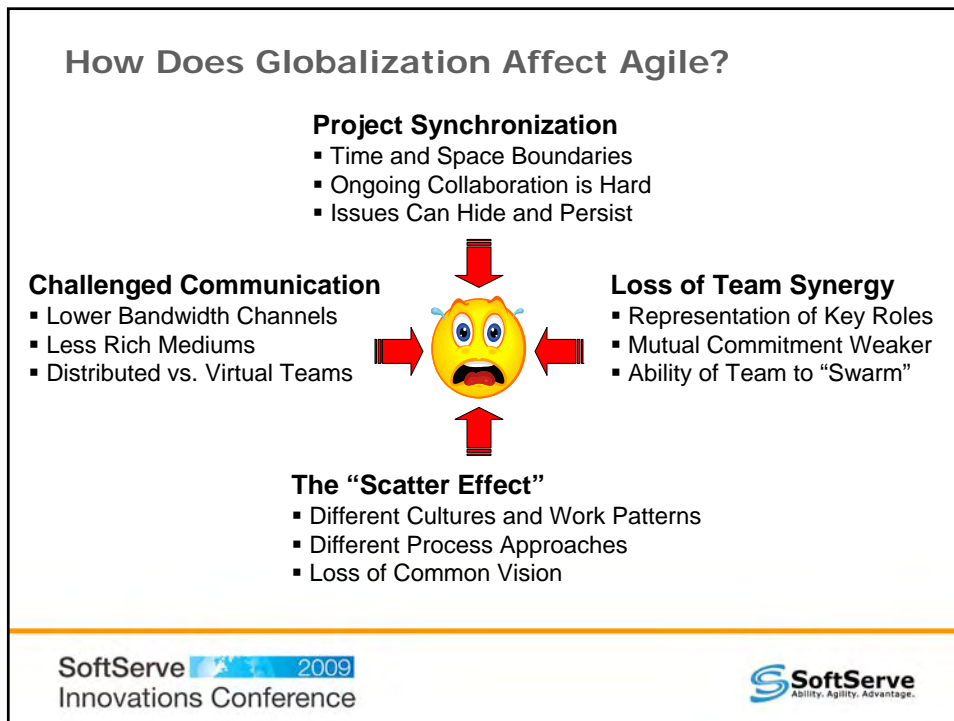 How Does Globalization Affect Agile?
Project Synchronization
▪ Time and Space Boundaries
▪ Ongoing Collaboration is Hard
▪ Issues Can Hide and Persist
Challenged Communication
▪ Lower Bandwidth Channels
▪ Less Rich Mediums
▪ Distributed vs. Virtual Teams
Loss of Team Synergy
▪ Representation of Key Roles
▪ Mutual Commitment Weaker
▪ Ability of Team to “Swarm”
The “Scatter Effect”
▪ Different Cultures and Work Patterns
▪ Different Process Approaches
▪ Loss of Common Vision
SoftServe 2009
Innovations Conference
SoftServe
Ability. Agility. Advantage.